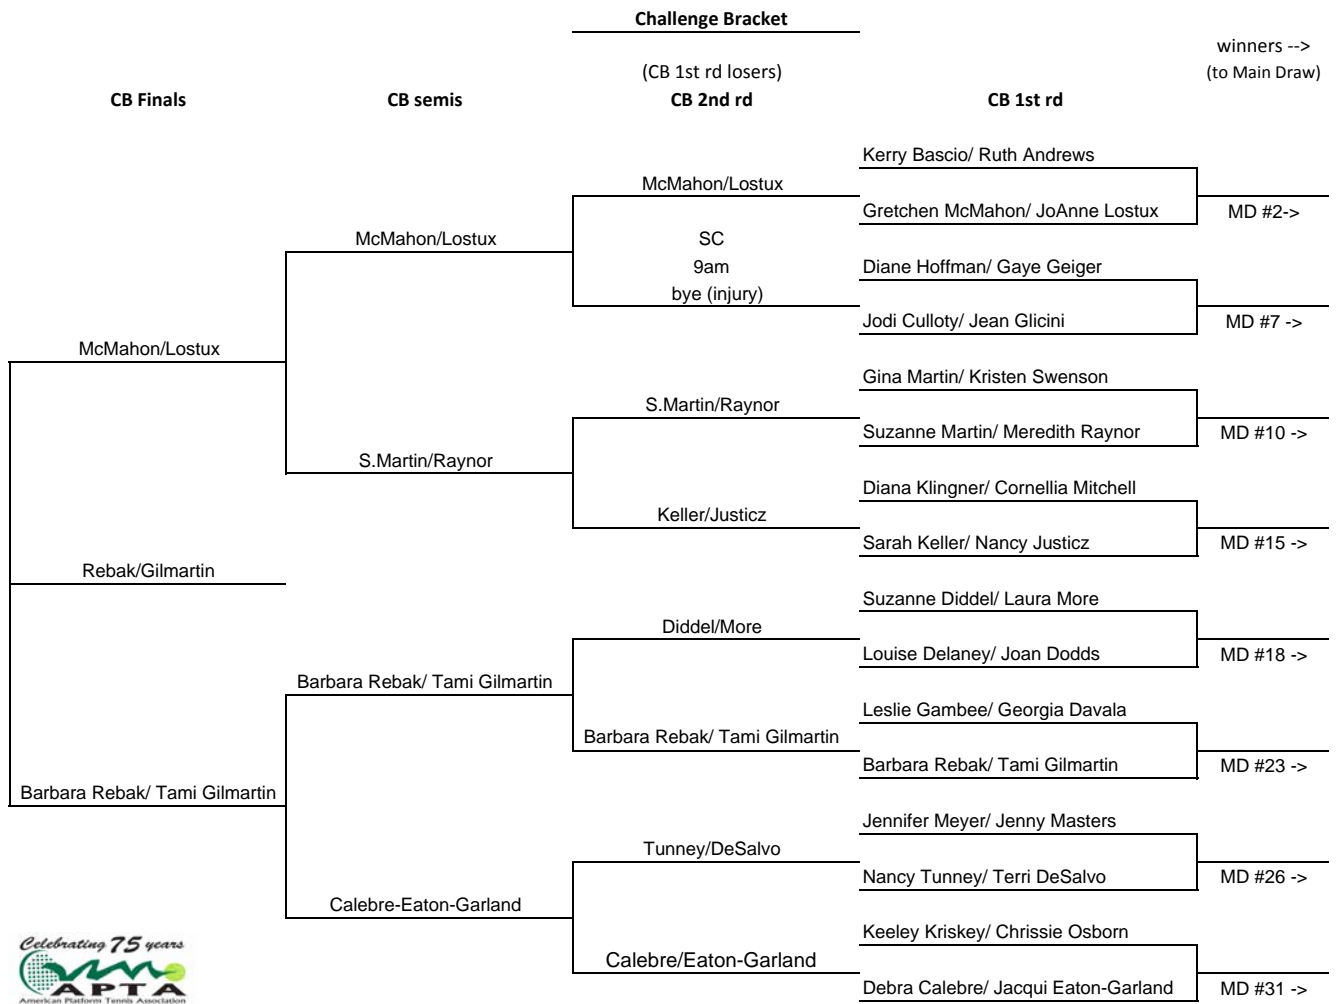 Challenge Bracket
winners -->
(CB 1st rd losers)
(to Main Draw)
CB Finals
CB semis
CB 2nd rd
CB 1st rd
Kerry Bascio/ Ruth Andrews
McMahon/Lostux
Gretchen McMahon/ JoAnne Lostux
MD #2->
McMahon/Lostux
SC
9am
Diane Hoffman/ Gaye Geiger
bye (injury)
Jodi Culloty/ Jean Glicini
MD #7 ->
McMahon/Lostux
Gina Martin/ Kristen Swenson
S.Martin/Raynor
Suzanne Martin/ Meredith Raynor
MD #10 ->
S.Martin/Raynor
Diana Klingner/ Cornellia Mitchell
Keller/Justicz
Sarah Keller/ Nancy Justicz
MD #15 ->
Rebak/Gilmartin
Suzanne Diddel/ Laura More
Diddel/More
Louise Delaney/ Joan Dodds
MD #18 ->
Barbara Rebak/ Tami Gilmartin
Leslie Gambee/ Georgia Davala
Barbara Rebak/ Tami Gilmartin
Barbara Rebak/ Tami Gilmartin
MD #23 ->
Barbara Rebak/ Tami Gilmartin
Jennifer Meyer/ Jenny Masters
Tunney/DeSalvo
Nancy Tunney/ Terri DeSalvo
MD #26 ->
Calebre-Eaton-Garland
Keeley Kriskey/ Chrissie Osborn
Calebre/Eaton-Garland
Debra Calebre/ Jacqui Eaton-Garland
MD #31 ->
Celebrating 75 years
APTA
American Platform Tennis Association